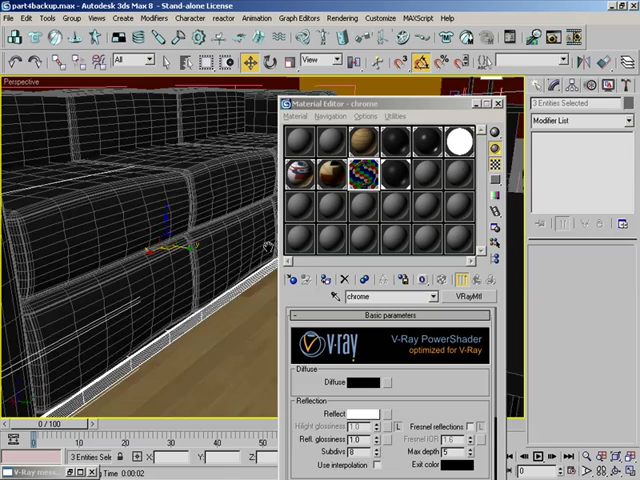 part4backup.max - Autodesk 3ds Max 8 - Stand-alone License
File Edit Tools Group Views Create Modifiers Character reactor Animation Graph Editors Rendering Customize MAXScript Help
All View
Perspective
Material Editor - chrome
Material Navigation Options Utilities
3 Entities Selected
Modifier List
chrome VRayMtl
Basic parameters
v·ray V-Ray PowerShader
optimized for V-Ray
Diffuse
Diffuse
Reflection
Reflect
Hilight glossiness 1.0 L Fresnel reflections L
Refl. glossiness 1.0 Fresnel IOR 1.6
Subdivs 8 Max depth 5
Use interpolation Exit color
0 / 100
0 10 20 30 40 50
3 Entities Sele X: Y: Z:
V-Ray mess... op Time: 0:00:02
0